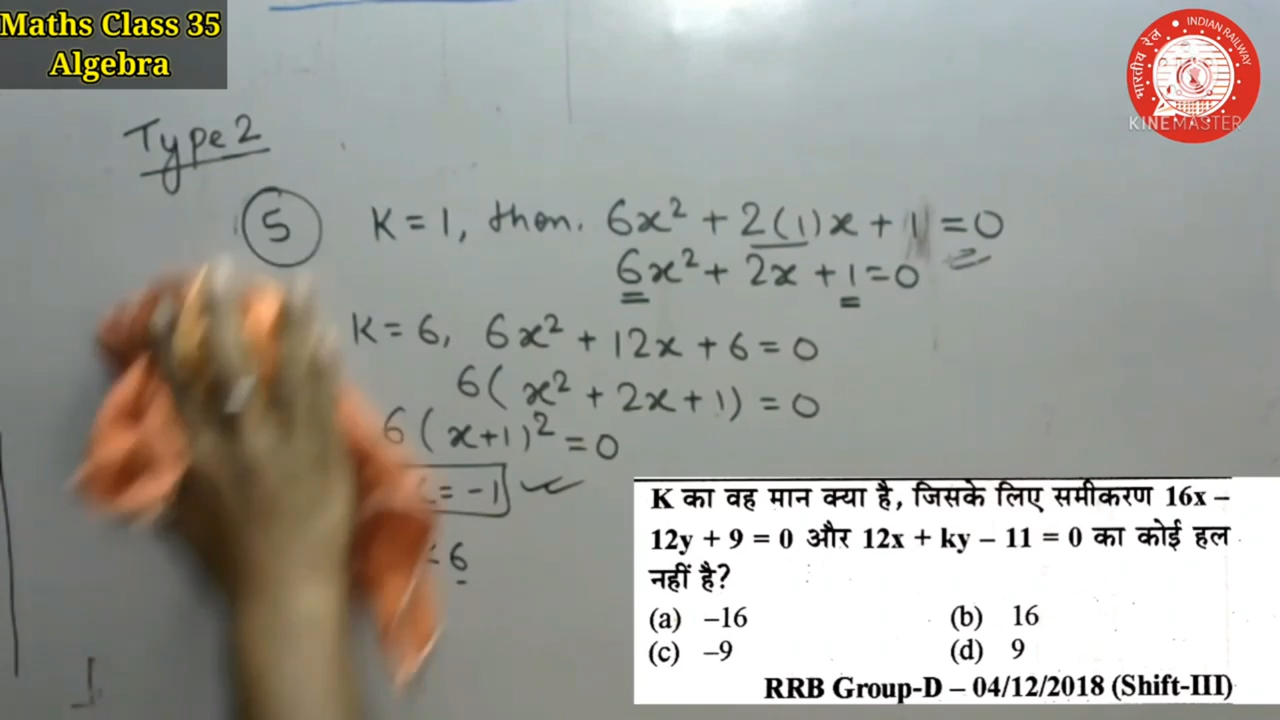 Maths Class 35
Algebra
भारतीय रेल • INDIAN RAILWAY
KINEMASTER
Type 2
5 K = 1, then. 6x² + 2(1)x + 1 = 0
6x² + 2x + 1 = 0
K = 6, 6x² + 12x + 6 = 0
6( x² + 2x + 1) = 0
6( x+1)² = 0
= -1
= 6
K का वह मान क्या है, जिसके लिए समीकरण 16x –
12y + 9 = 0 और 12x + ky – 11 = 0 का कोई हल
नहीं है?
(a) –16 (b) 16
(c) –9 (d) 9
RRB Group-D – 04/12/2018 (Shift-III)